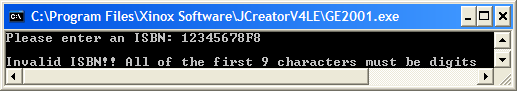 C:\Program Files\Xinox Software\JCreatorV4LE\GE2001.exe
Please enter an ISBN: 12345678F8
Invalid ISBN!! All of the first 9 characters must be digits